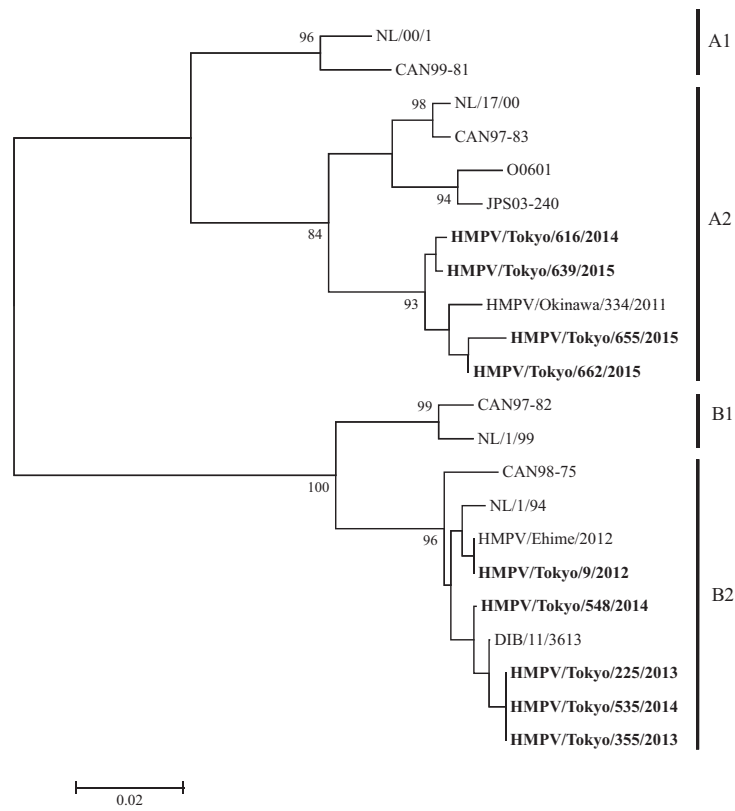 96
NL/00/1
A1
CAN99-81
98
NL/17/00
CAN97-83
O0601
94
JPS03-240
A2
84
HMPV/Tokyo/616/2014
HMPV/Tokyo/639/2015
93
HMPV/Okinawa/334/2011
HMPV/Tokyo/655/2015
HMPV/Tokyo/662/2015
99
CAN97-82
B1
NL/1/99
100
CAN98-75
NL/1/94
96
HMPV/Ehime/2012
HMPV/Tokyo/9/2012
B2
HMPV/Tokyo/548/2014
DIB/11/3613
HMPV/Tokyo/225/2013
HMPV/Tokyo/535/2014
HMPV/Tokyo/355/2013
0.02